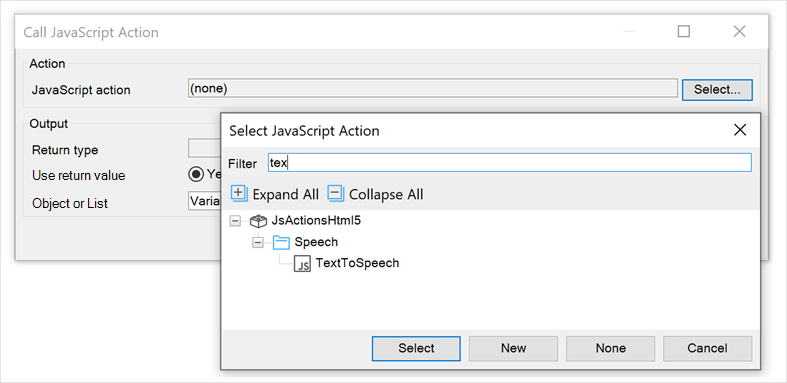 Call JavaScript Action
Action
JavaScript action (none) Select...
Output
Return type
Use return value Ye
Object or List Varia
Select JavaScript Action
Filter tex
Expand All Collapse All
JsActionsHtml5
Speech
JS TextToSpeech
Select New None Cancel